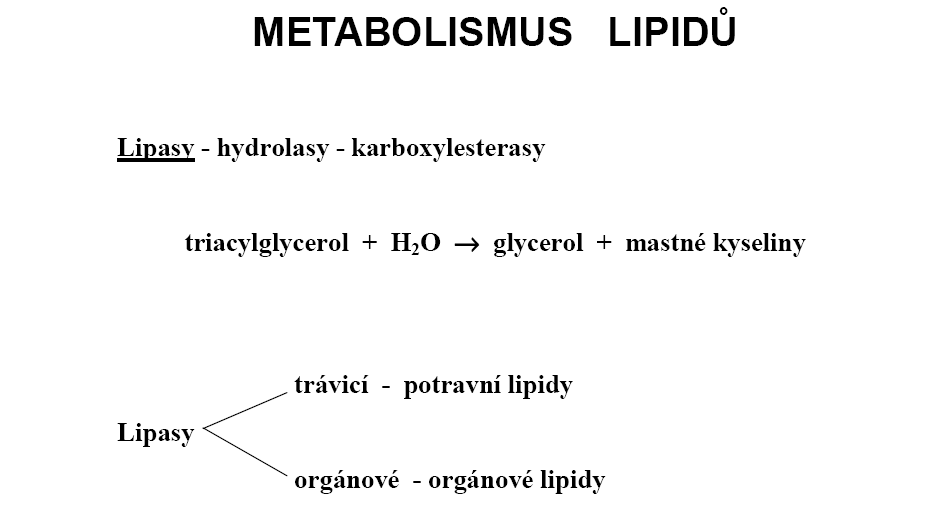 METABOLISMUS LIPIDŮ
Lipasy - hydrolasy - karboxylesterasy
triacylglycerol + H₂O → glycerol + mastné kyseliny
trávicí - potravní lipidy
Lipasy
orgánové - orgánové lipidy